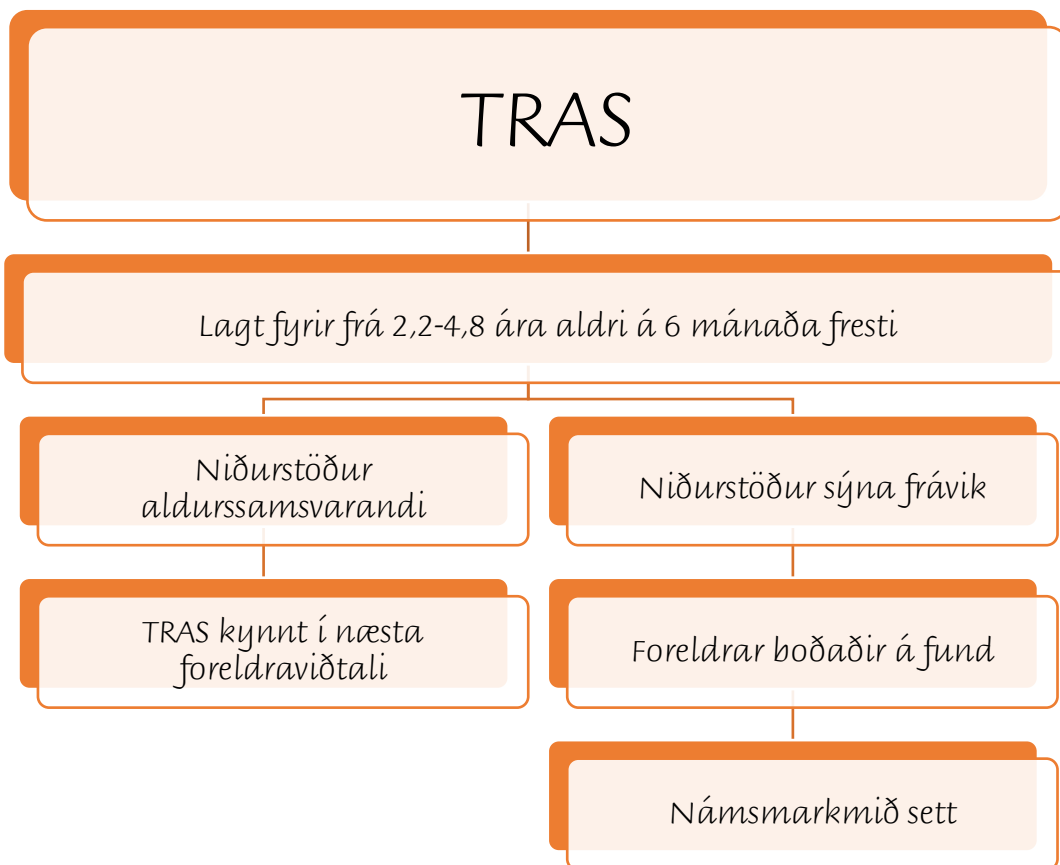 TRAS
Lagt fyrir frá 2,2-4,8 ára aldri á 6 mánaða fresti
Niðurstöður
aldurssamsvarandi
Niðurstöður sýna frávik
TRAS kynnt í næsta
foreldraviðtali
Foreldrar boðaðir á fund
Námsmarkmið sett